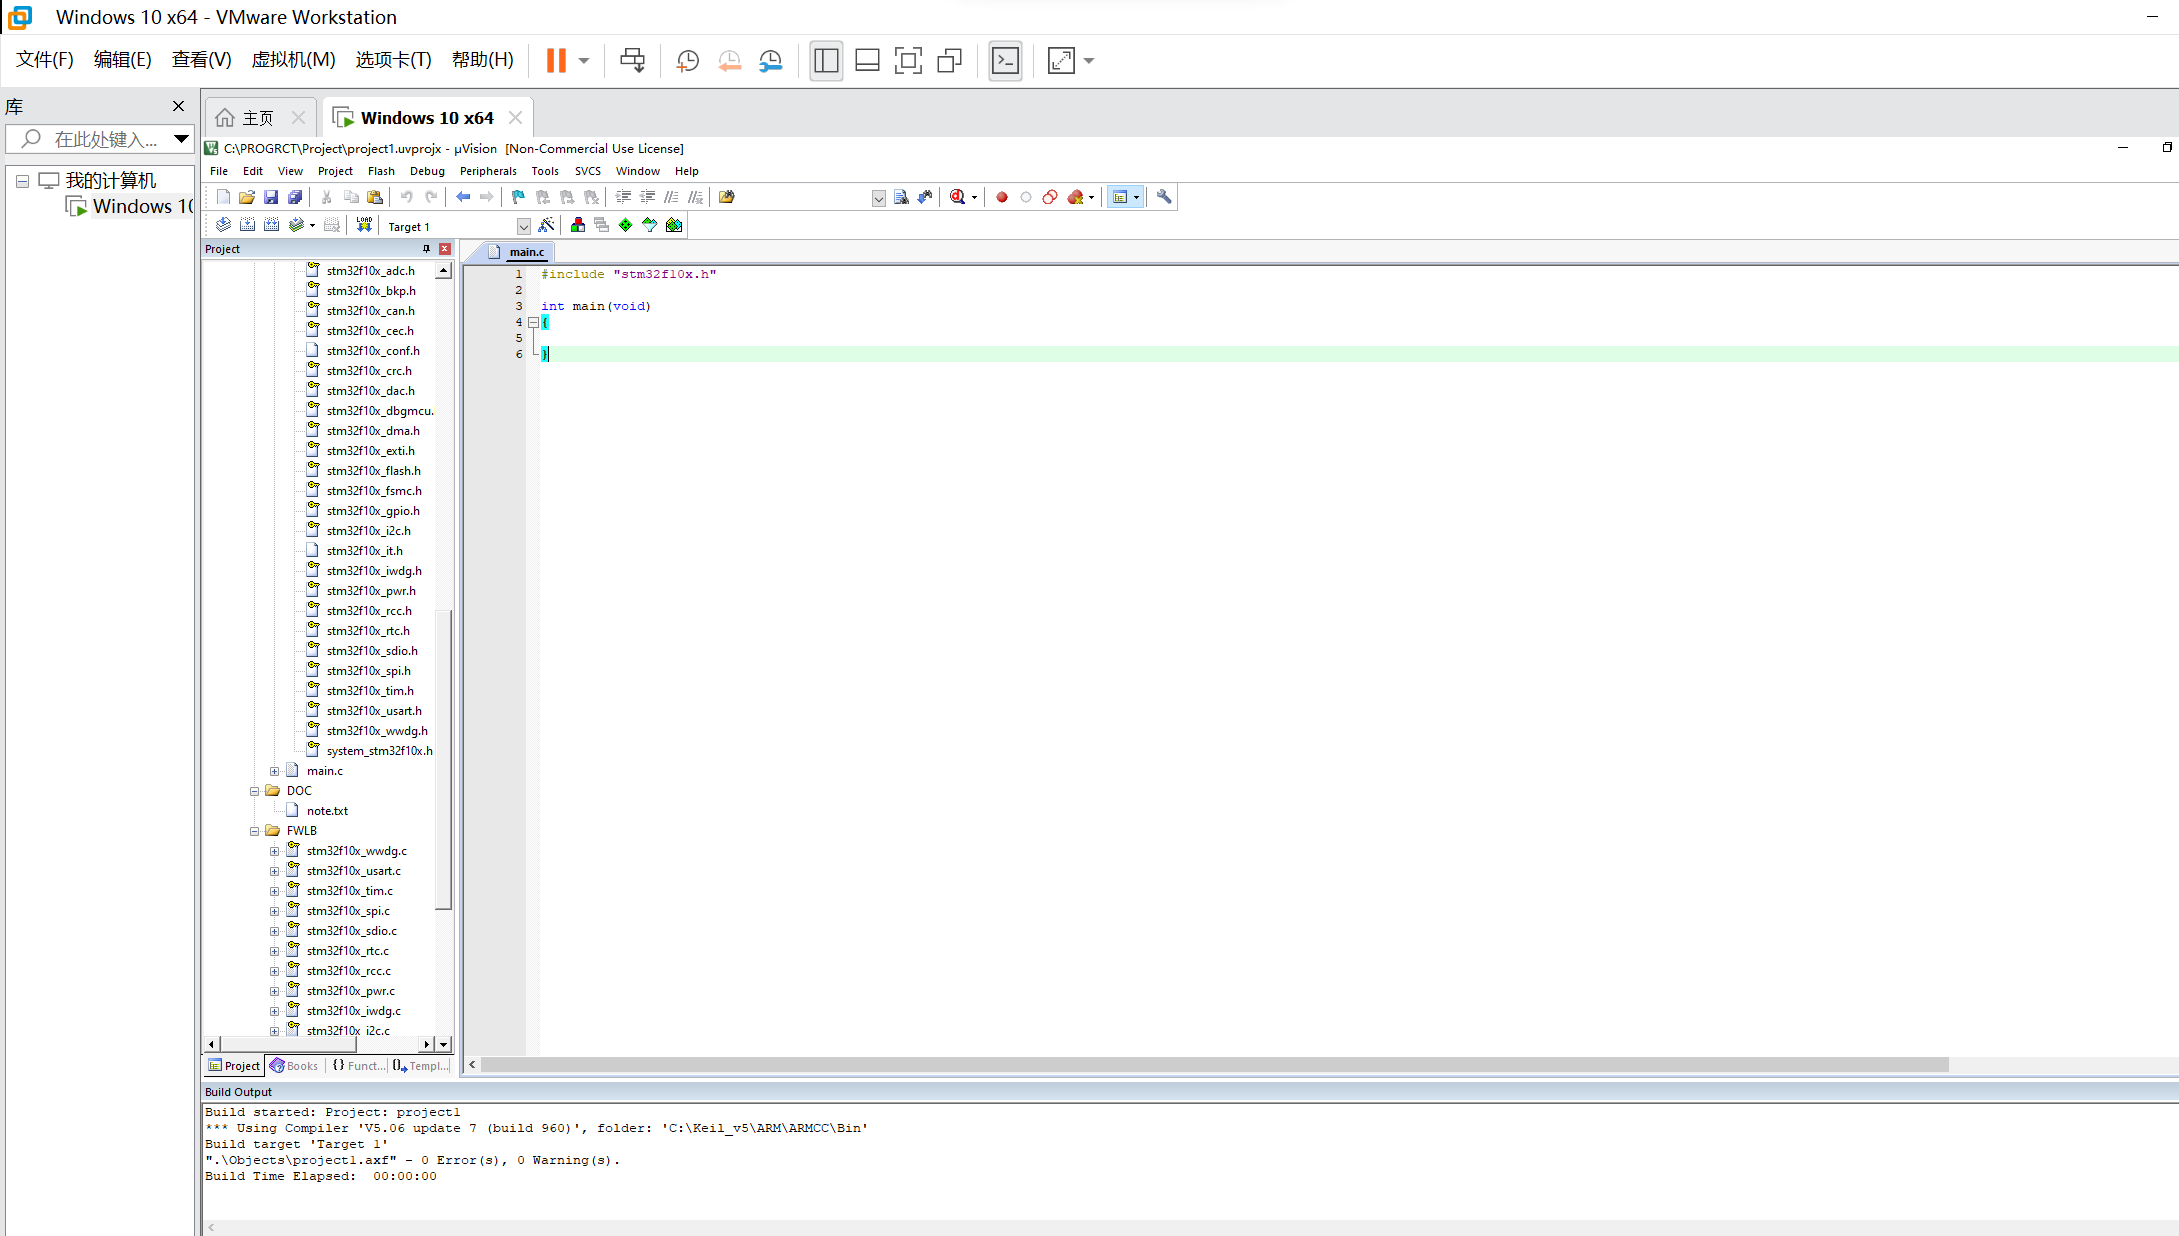 Windows 10 x64 - VMware Workstation
文件(F) 编辑(E) 查看(V) 虚拟机(M) 选项卡(T) 帮助(H)
库
在此处键入...
我的计算机
Windows 10
主页
Windows 10 x64
C:\PROGRCT\Project\project1.uvprojx - µVision [Non-Commercial Use License]
File Edit View Project Flash Debug Peripherals Tools SVCS Window Help
LOAD
Target 1
Project
stm32f10x_adc.h
stm32f10x_bkp.h
stm32f10x_can.h
stm32f10x_cec.h
stm32f10x_conf.h
stm32f10x_crc.h
stm32f10x_dac.h
stm32f10x_dbgmcu.
stm32f10x_dma.h
stm32f10x_exti.h
stm32f10x_flash.h
stm32f10x_fsmc.h
stm32f10x_gpio.h
stm32f10x_i2c.h
stm32f10x_it.h
stm32f10x_iwdg.h
stm32f10x_pwr.h
stm32f10x_rcc.h
stm32f10x_rtc.h
stm32f10x_sdio.h
stm32f10x_spi.h
stm32f10x_tim.h
stm32f10x_usart.h
stm32f10x_wwdg.h
system_stm32f10x.h
main.c
DOC
note.txt
FWLB
stm32f10x_wwdg.c
stm32f10x_usart.c
stm32f10x_tim.c
stm32f10x_spi.c
stm32f10x_sdio.c
stm32f10x_rtc.c
stm32f10x_rcc.c
stm32f10x_pwr.c
stm32f10x_iwdg.c
stm32f10x_i2c.c
Project Books {} Funct... Templ...
main.c
1 #include "stm32f10x.h"
2
3 int main(void)
4 {
5
6 }
Build Output
Build started: Project: project1
*** Using Compiler 'V5.06 update 7 (build 960)', folder: 'C:\Keil_v5\ARM\ARMCC\Bin'
Build target 'Target 1'
".\Objects\project1.axf" - 0 Error(s), 0 Warning(s).
Build Time Elapsed:  00:00:00